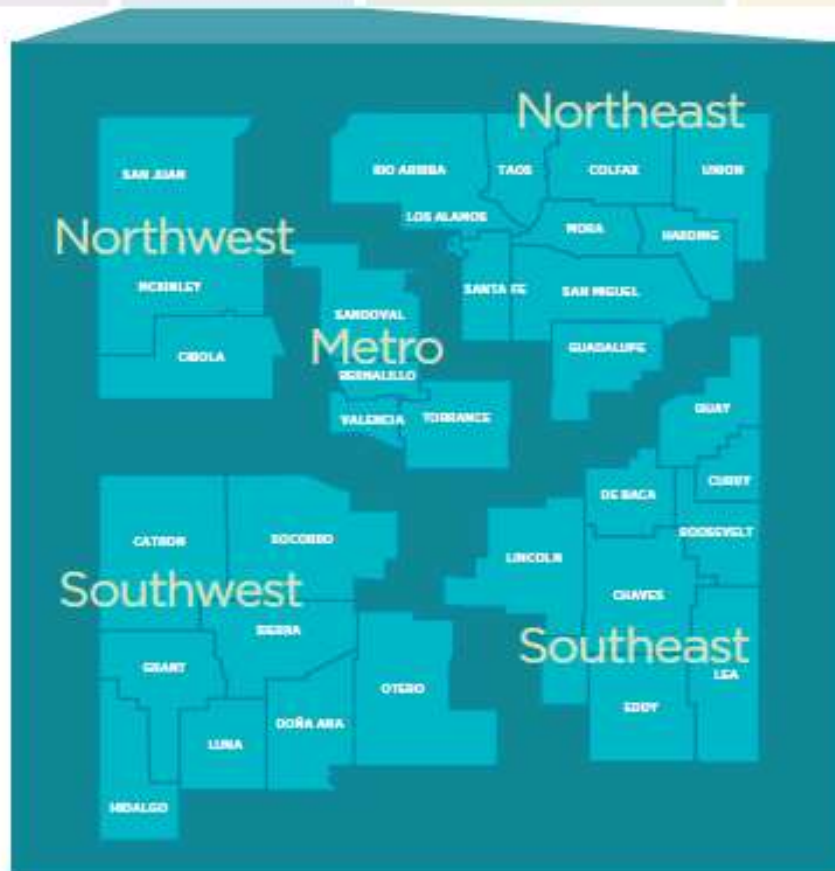 Northeast
SAN JUAN
RIO ARRIBA
TAOS
COLFAX
UNION
LOS ALAMOS
MORA
HARDING
Northwest
MCKINLEY
SANTA FE
SAN MIGUEL
SANDOVAL
CIBOLA
Metro
GUADALUPE
BERNALILLO
VALENCIA
TORRANCE
QUAY
CURRY
DE BACA
ROOSEVELT
CATRON
SOCORRO
LINCOLN
CHAVES
Southwest
SIERRA
Southeast
GRANT
OTERO
LEA
EDDY
DOÑA ANA
LUNA
HIDALGO